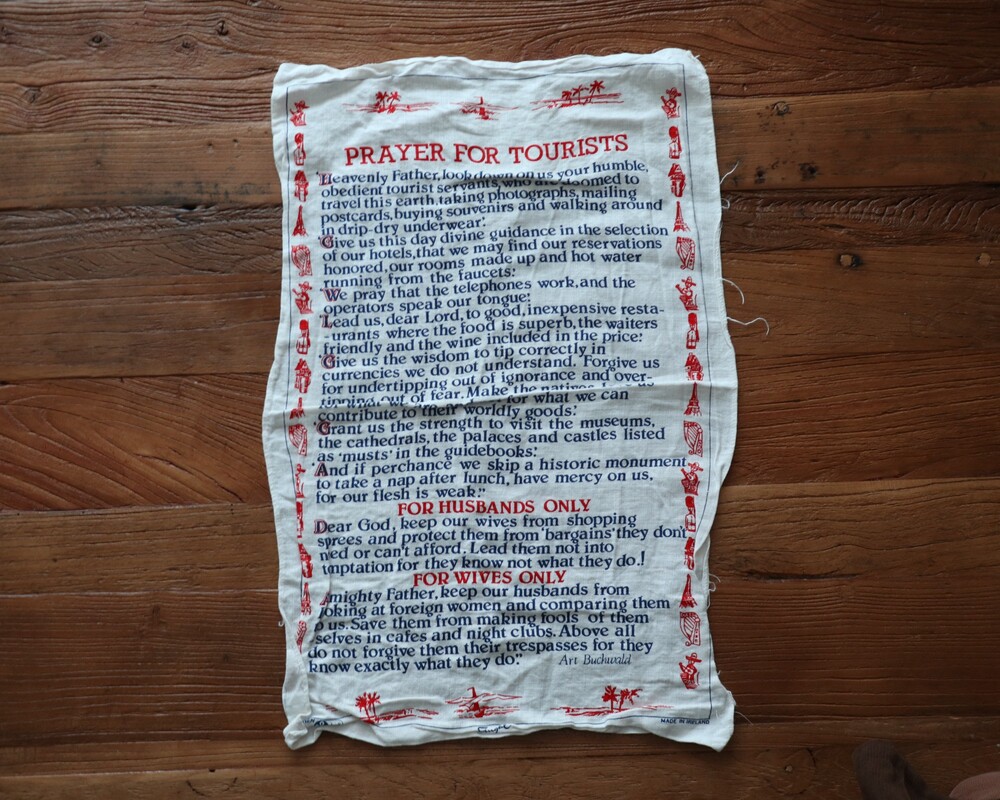 PRAYER FOR TOURISTS
"Heavenly Father, look down on us your humble,
obedient tourist servants, who are doomed to
travel this earth, taking photographs, mailing
postcards, buying souvenirs and walking around
in drip-dry underwear."
"Give us this day divine guidance in the selection
of our hotels, that we may find our reservations
honored, our rooms made up and hot water
running from the faucets."
"We pray that the telephones work, and the
operators speak our tongue."
"Lead us, dear Lord, to good, inexpensive resta-
-urants where the food is superb, the waiters
friendly and the wine included in the price."
"Give us the wisdom to tip correctly in
currencies we do not understand. Forgive us
for undertipping out of ignorance and over-
tipping out of fear. Make the natives us
for what we can
contribute to their worldly goods."
"Grant us the strength to visit the museums,
the cathedrals, the palaces and castles listed
as 'musts' in the guidebooks."
"And if perchance we skip a historic monument
to take a nap after lunch, have mercy on us,
for our flesh is weak."
FOR HUSBANDS ONLY
Dear God, keep our wives from shopping
sprees and protect them from 'bargains' they don't
ned or can't afford. Lead them not into
tmptation for they know not what they do.!
FOR WIVES ONLY
Amighty Father, keep our husbands from
oking at foreign women and comparing them
o us. Save them from making fools of them
selves in cafes and night clubs. Above all
do not forgive them their trespasses for they
know exactly what they do."
Art Buchwald
MADE IN IRELAND